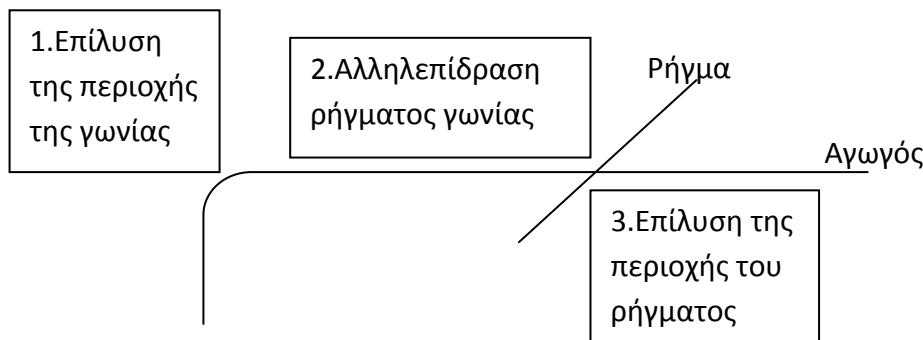 1.Επίλυση
της περιοχής
της γωνίας
2.Αλληλεπίδραση
ρήγματος γωνίας
Ρήγμα
Αγωγός
3.Επίλυση της
περιοχής του
ρήγματος